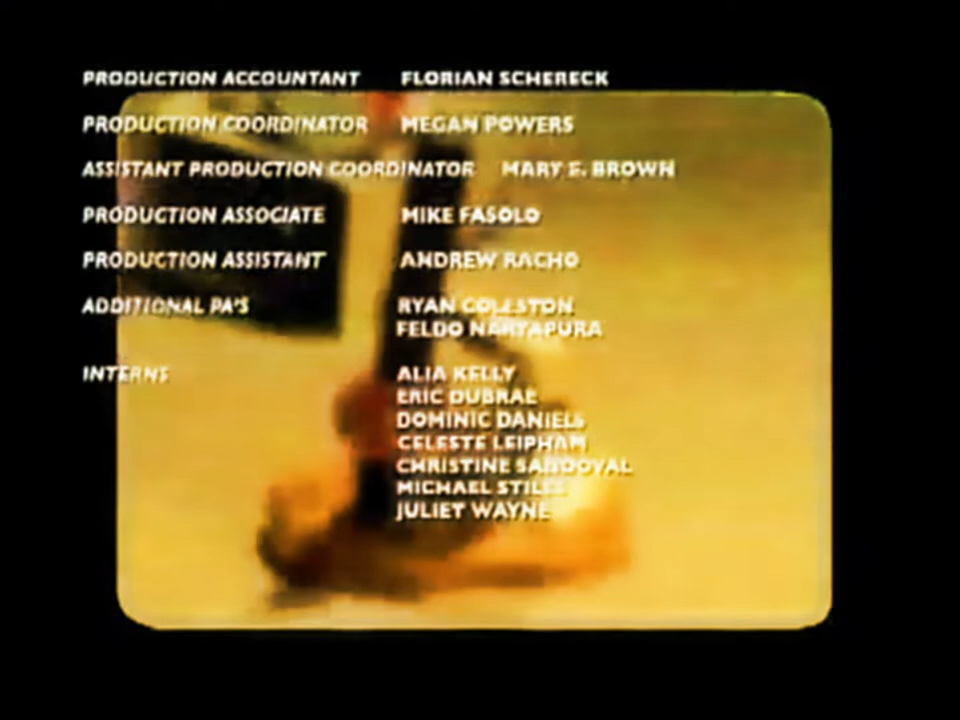 PRODUCTION ACCOUNTANT FLORIAN SCHERECK
PRODUCTION COORDINATOR MEGAN POWERS
ASSISTANT PRODUCTION COORDINATOR MARY E. BROWN
PRODUCTION ASSOCIATE MIKE FASOLO
PRODUCTION ASSISTANT ANDREW RACHO
ADDITIONAL PA'S RYAN COLESTON
FELDO NARTAPURA
INTERNS ALIA KELLY
ERIC DUBRAE
DOMINIC DANIELS
CELESTE LEIPHAM
CHRISTINE SANDOVAL
MICHAEL STILES
JULIET WAYNE